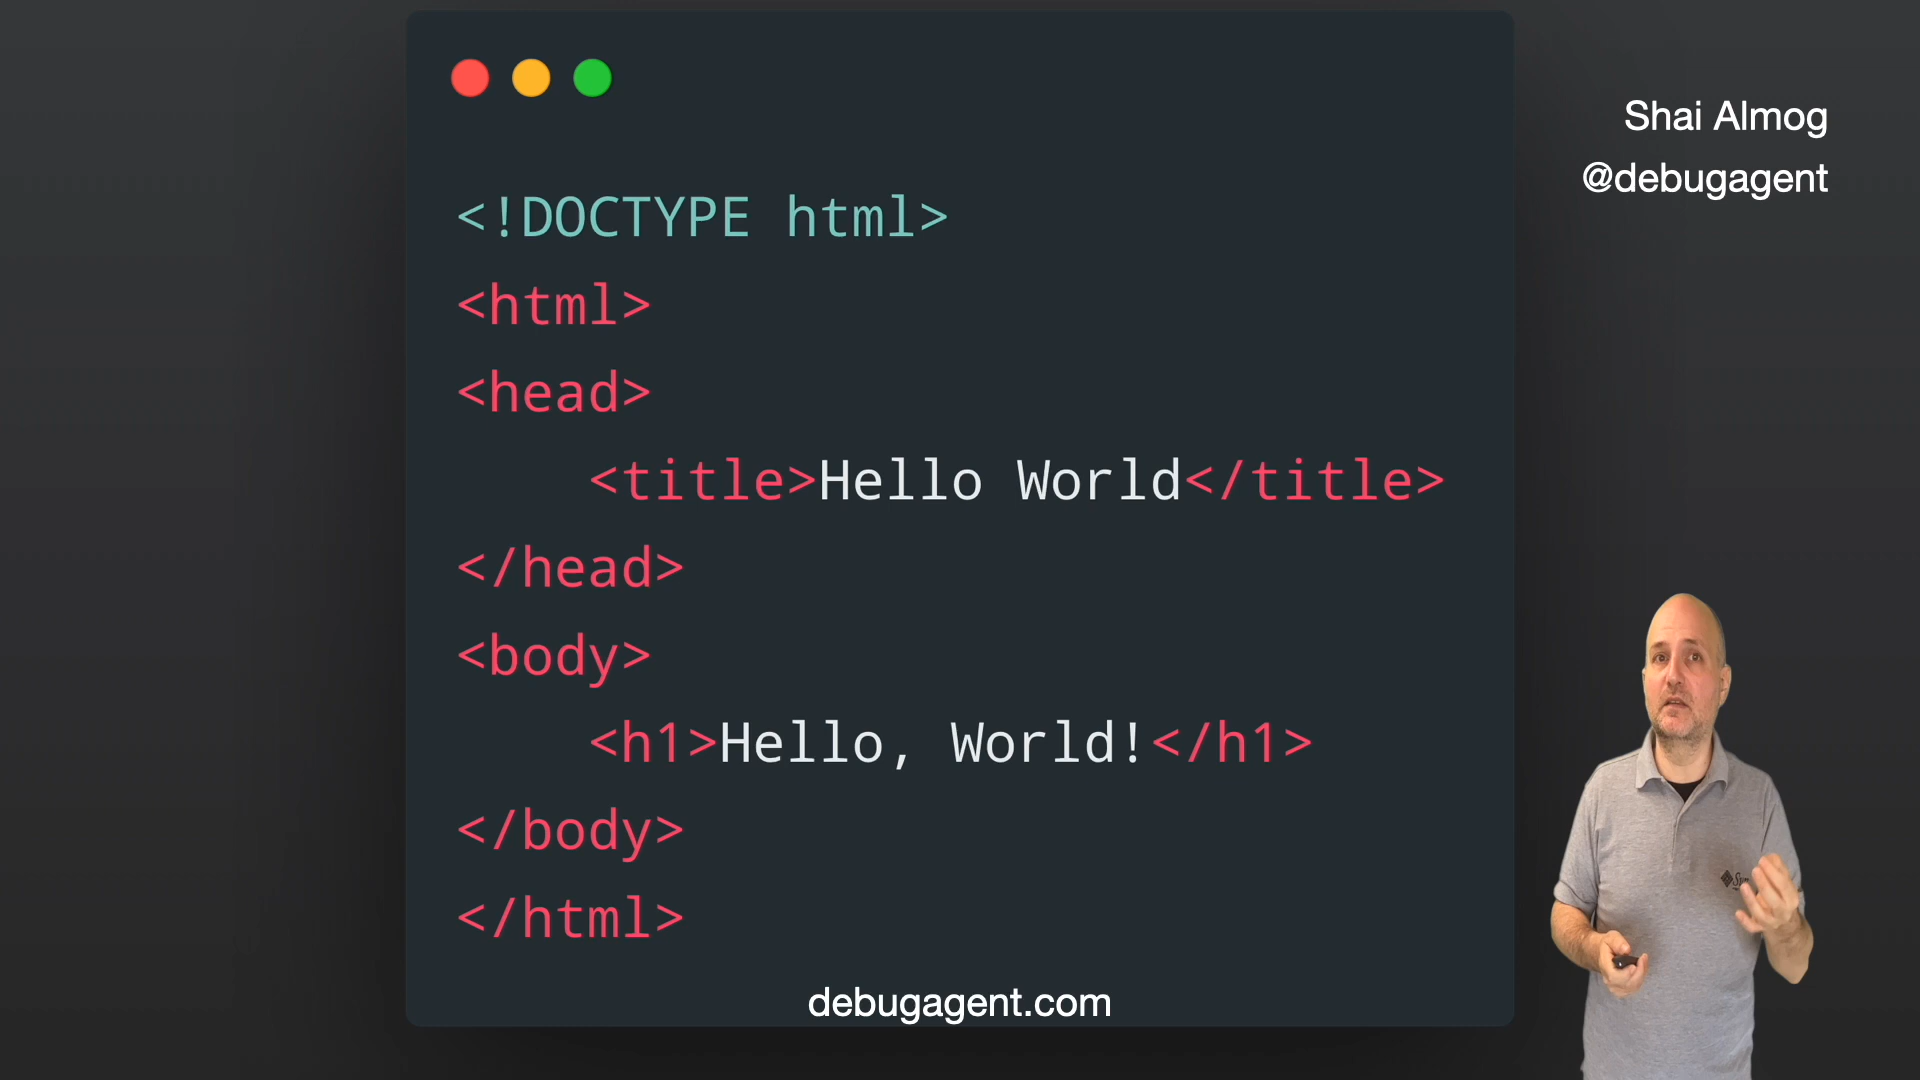 <!DOCTYPE html>
<html>
<head>
    <title>Hello World</title>
</head>
<body>
    <h1>Hello, World!</h1>
</body>
</html>
debugagent.com
Shai Almog
@debugagent